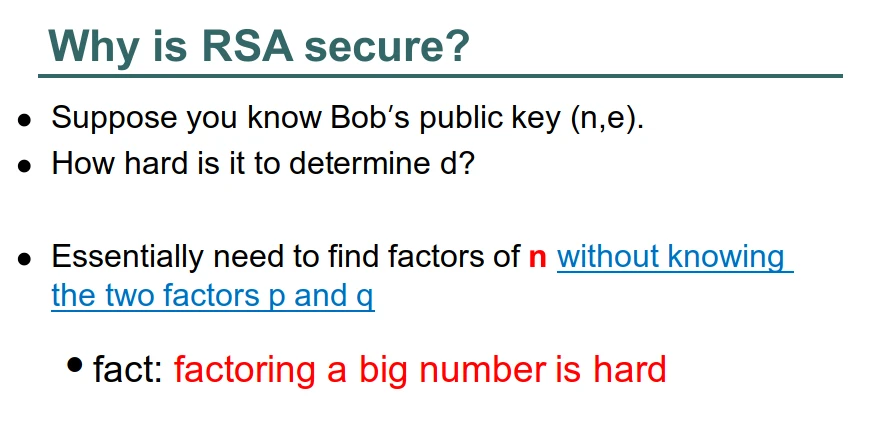 Why is RSA secure?
● Suppose you know Bob′s public key (n,e).
● How hard is it to determine d?
● Essentially need to find factors of n without knowing
the two factors p and q
● fact: factoring a big number is hard